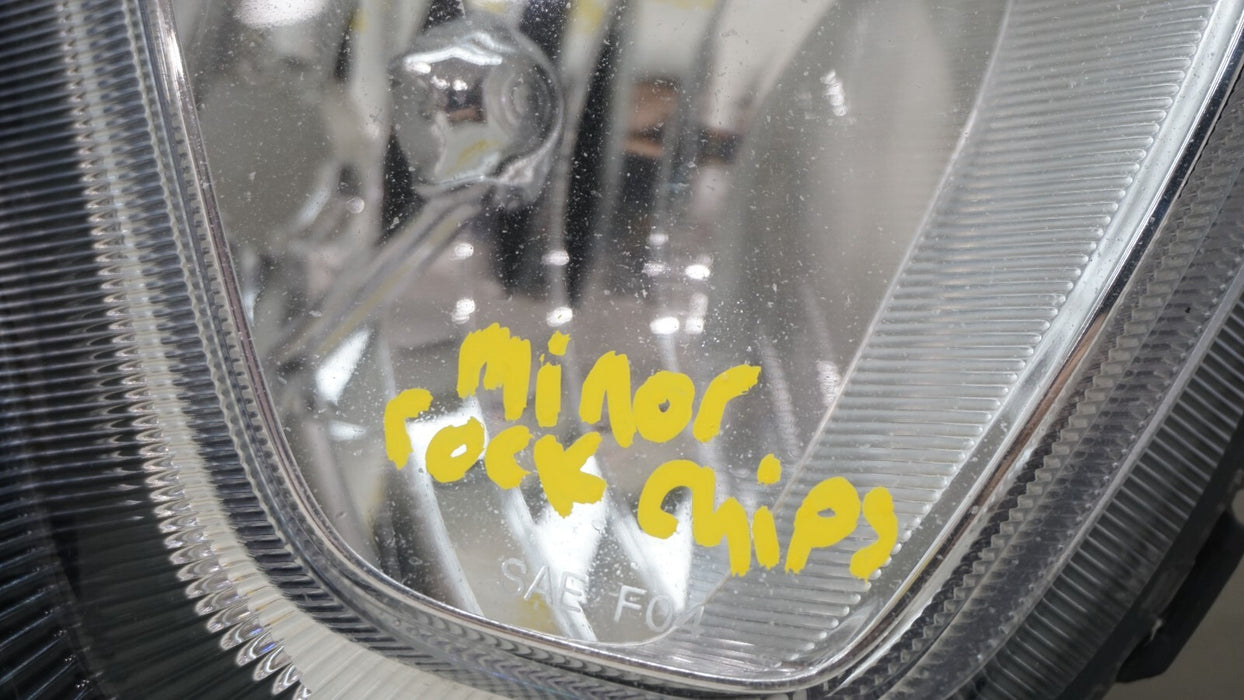 minor
rock chips
SAE F04